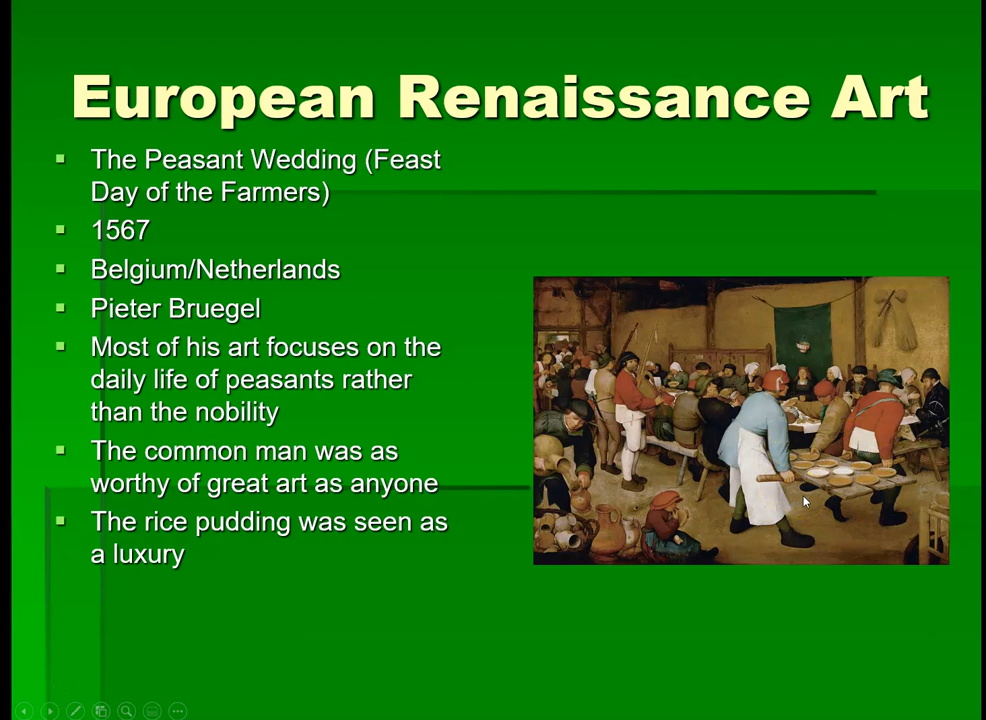 European Renaissance Art
The Peasant Wedding (Feast
Day of the Farmers)
1567
Belgium/Netherlands
Pieter Bruegel
Most of his art focuses on the
daily life of peasants rather
than the nobility
The common man was as
worthy of great art as anyone
The rice pudding was seen as
a luxury